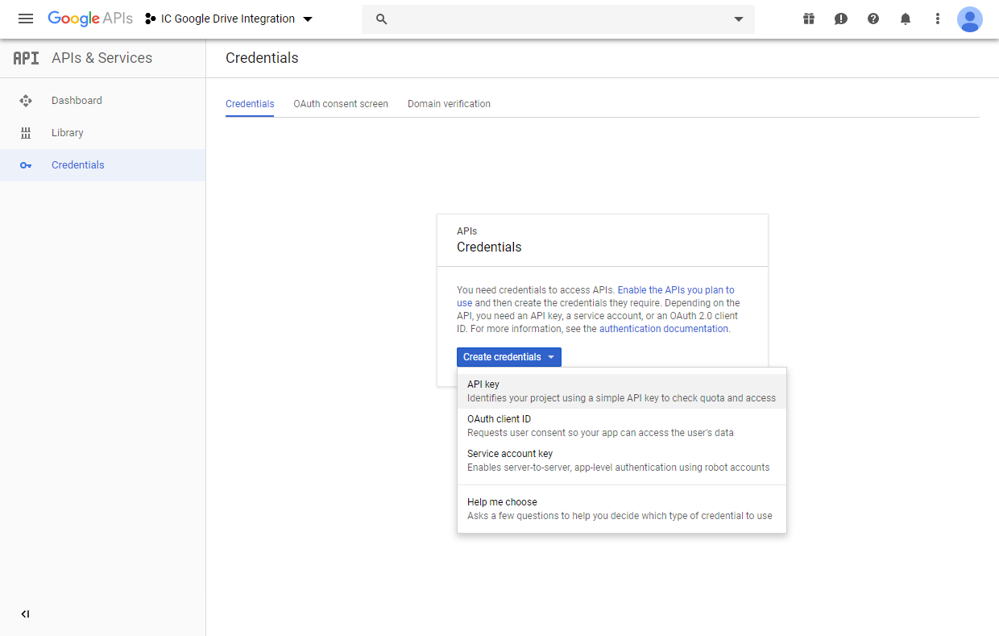 Google APIs IC Google Drive Integration
API APIs & Services
Credentials
Dashboard
Library
Credentials
Credentials OAuth consent screen Domain verification
APIs
Credentials
You need credentials to access APIs. Enable the APIs you plan to
use and then create the credentials they require. Depending on the
API, you need an API key, a service account, or an OAuth 2.0 client
ID. For more information, see the authentication documentation.
Create credentials
API key
Identifies your project using a simple API key to check quota and access
OAuth client ID
Requests user consent so your app can access the user's data
Service account key
Enables server-to-server, app-level authentication using robot accounts
Help me choose
Asks a few questions to help you decide which type of credential to use